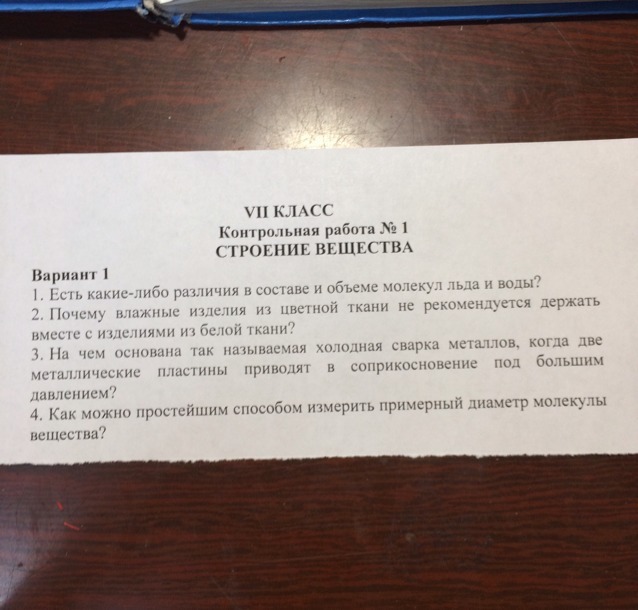 VII КЛАСС
Контрольная работа № 1
СТРОЕНИЕ ВЕЩЕСТВА
Вариант 1
1. Есть какие-либо различия в составе и объеме молекул льда и воды?
2. Почему влажные изделия из цветной ткани не рекомендуется держать
вместе с изделиями из белой ткани?
3. На чем основана так называемая холодная сварка металлов, когда две
металлические пластины приводят в соприкосновение под большим
давлением?
4. Как можно простейшим способом измерить примерный диаметр молекулы
вещества?